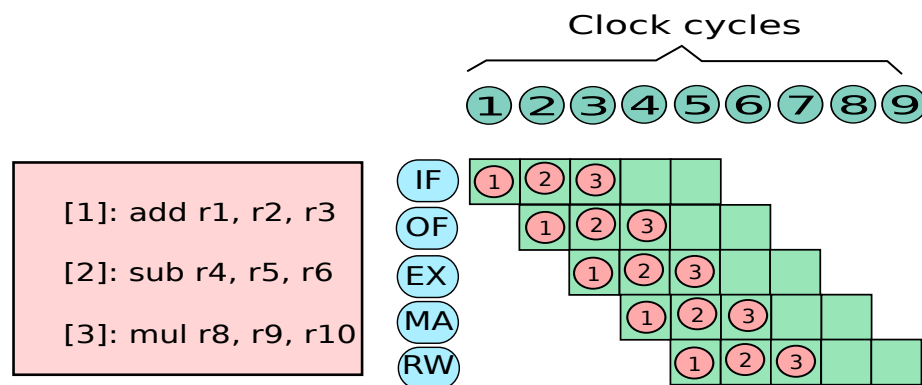 Clock cycles
1 2 3 4 5 6 7 8 9
[1]: add r1, r2, r3
[2]: sub r4, r5, r6
[3]: mul r8, r9, r10
IF 1 2 3
OF 1 2 3
EX 1 2 3
MA 1 2 3
RW 1 2 3